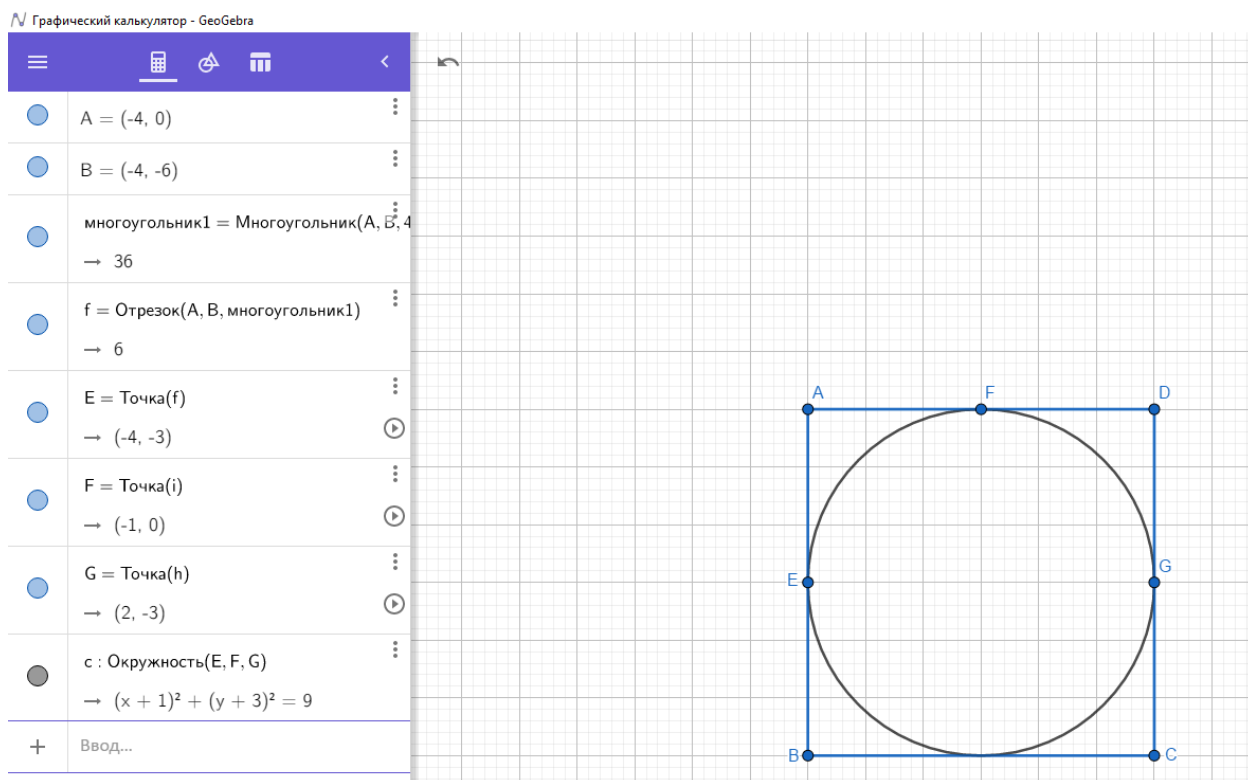 Графический калькулятор - GeoGebra
A = (-4, 0)
B = (-4, -6)
многоугольник1 = Многоугольник(A, B, 4
→ 36
f = Отрезок(A, B, многоугольник1)
→ 6
E = Точка(f)
→ (-4, -3)
F = Точка(i)
→ (-1, 0)
G = Точка(h)
→ (2, -3)
c : Окружность(E, F, G)
→ (x + 1)² + (y + 3)² = 9
Ввод...
A
F
D
E
G
B
C